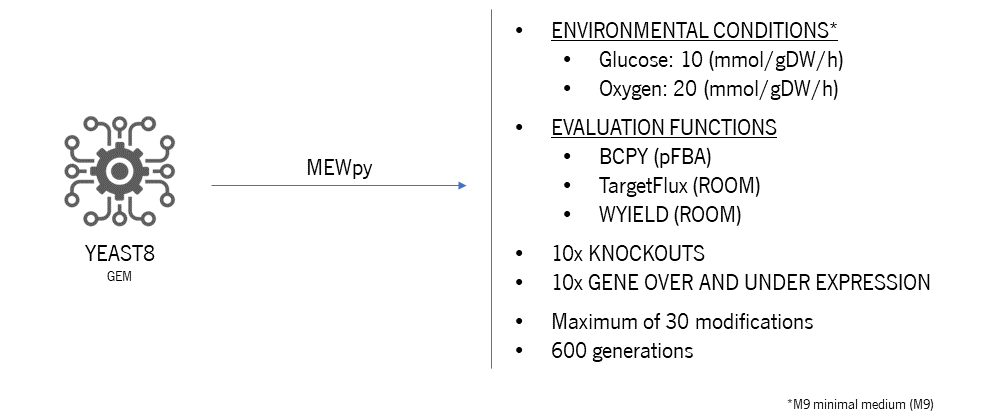 YEAST8
GEM
MEWpy
• ENVIRONMENTAL CONDITIONS*
• Glucose: 10 (mmol/gDW/h)
• Oxygen: 20 (mmol/gDW/h)
• EVALUATION FUNCTIONS
• BCPY (pFBA)
• TargetFlux (ROOM)
• WYIELD (ROOM)
• 10x KNOCKOUTS
• 10x GENE OVER AND UNDER EXPRESSION
• Maximum of 30 modifications
• 600 generations
*M9 minimal medium (M9)